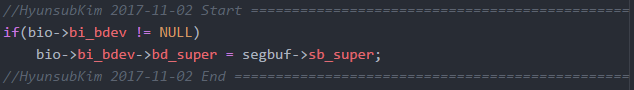 //HyunsubKim 2017-11-02 Start =========================================
if(bio->bi_bdev != NULL)
    bio->bi_bdev->bd_super = segbuf->sb_super;
//HyunsubKim 2017-11-02 End ===========================================